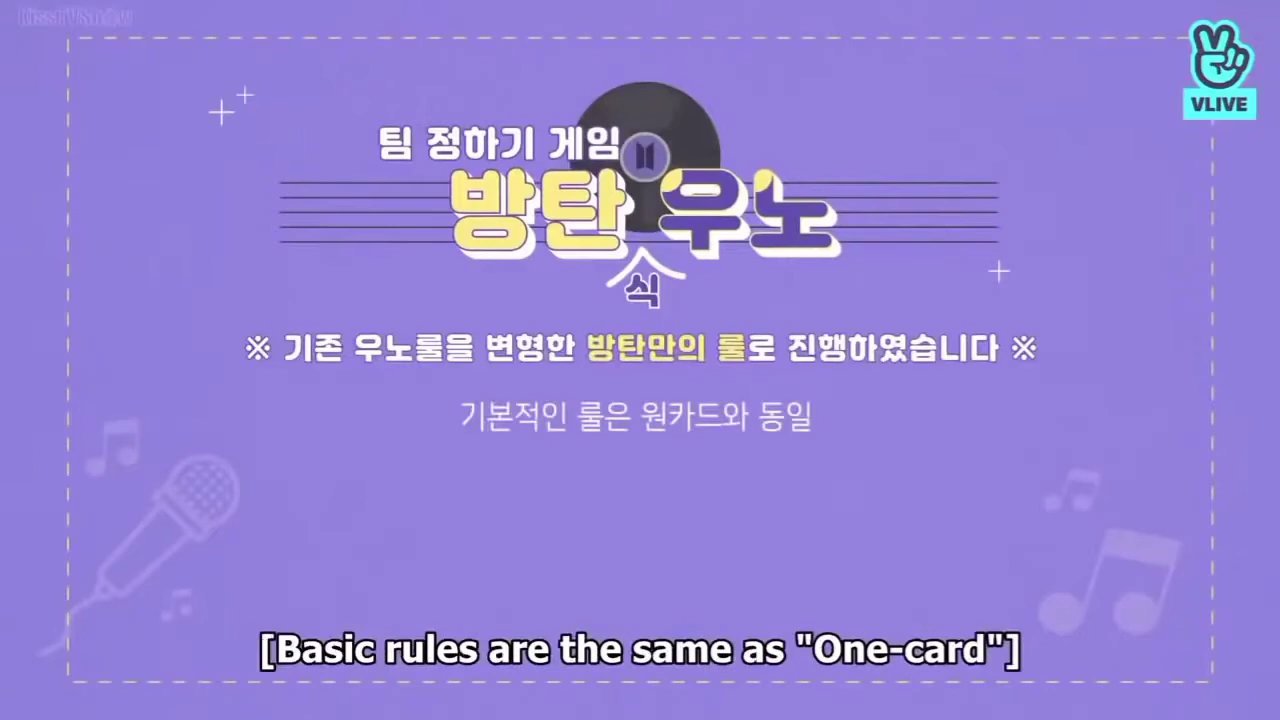 VLIVE
팀 정하기 게임
방탄 우노
식
※ 기존 우노룰을 변형한 방탄만의 룰로 진행하였습니다 ※
기본적인 룰은 원카드와 동일
[Basic rules are the same as "One-card"]